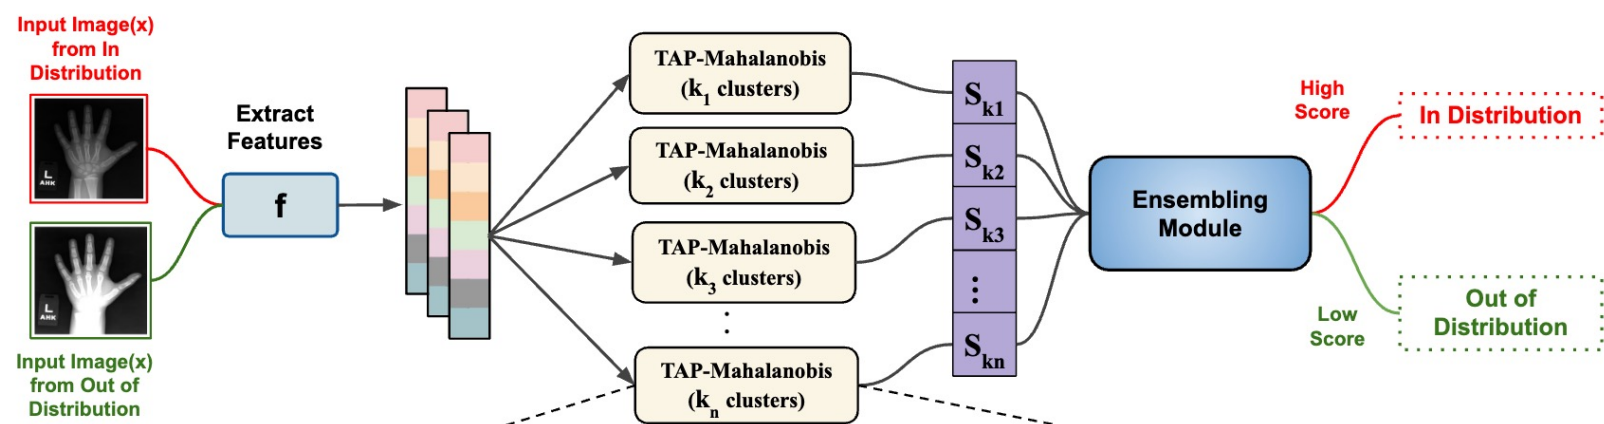 Input Image(x)
from In
Distribution
L
AHK
Input Image(x)
from Out of
Distribution
L
AHK
Extract
Features
f
TAP-Mahalanobis
(k1 clusters)
TAP-Mahalanobis
(k2 clusters)
TAP-Mahalanobis
(k3 clusters)
:
TAP-Mahalanobis
(kn clusters)
Sk1
Sk2
Sk3
⋮
Skn
Ensembling
Module
High
Score
In Distribution
Low
Score
Out of
Distribution